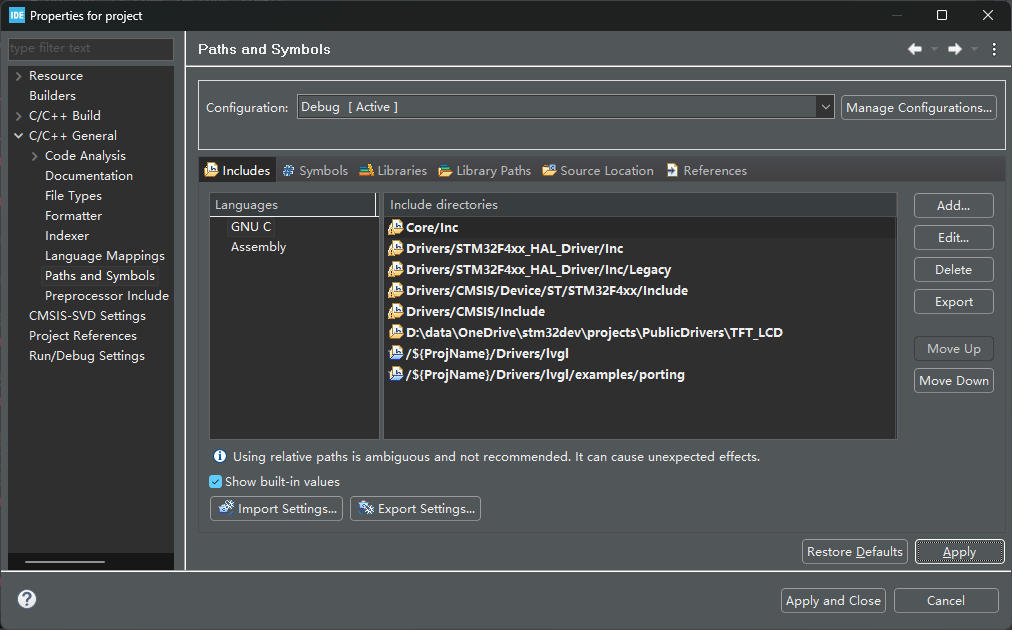 IDE Properties for project
type filter text
Paths and Symbols
Resource
Builders
C/C++ Build
C/C++ General
Code Analysis
Documentation
File Types
Formatter
Indexer
Language Mappings
Paths and Symbols
Preprocessor Include
CMSIS-SVD Settings
Project References
Run/Debug Settings
Configuration:
Debug [ Active ]
Manage Configurations...
Includes
Symbols
Libraries
Library Paths
Source Location
References
Languages
GNU C
Assembly
Include directories
Core/Inc
Drivers/STM32F4xx_HAL_Driver/Inc
Drivers/STM32F4xx_HAL_Driver/Inc/Legacy
Drivers/CMSIS/Device/ST/STM32F4xx/Include
Drivers/CMSIS/Include
D:\data\OneDrive\stm32dev\projects\PublicDrivers\TFT_LCD
/${ProjName}/Drivers/lvgl
/${ProjName}/Drivers/lvgl/examples/porting
Add...
Edit...
Delete
Export
Move Up
Move Down
Using relative paths is ambiguous and not recommended. It can cause unexpected effects.
Show built-in values
Import Settings...
Export Settings...
Restore Defaults
Apply
Apply and Close
Cancel